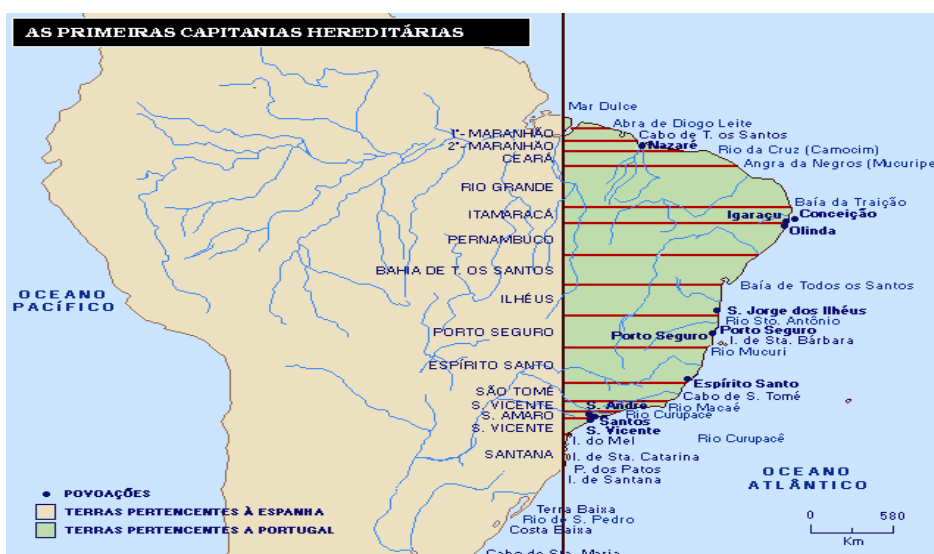 AS PRIMEIRAS CAPITANIAS HEREDITÁRIAS
Mar Dulce
Abra de Diogo Leite
Cabo de T. os Santos
Nazaré
Rio da Cruz (Camocim)
Angra da Negros (Mucuripe
1ª- MARANHÃO
2ª- MARANHÃO
CEARÁ
RIO GRANDE
ITAMARACÁ
PERNAMBUCO
BAHIA DE T. OS SANTOS
ILHÉUS
PORTO SEGURO
ESPÍRITO SANTO
SÃO TOMÉ
S. VICENTE
S. AMARO
S. VICENTE
SANTANA
Baía da Traição
Igaraçu
Conceição
Olinda
Baía de Todos os Santos
S. Jorge dos Ilhéus
Rio Sto. Antônio
Porto Seguro
Porto Seguro
I. de Sta. Bárbara
Rio Mucuri
Espírito Santo
Cabo de S. Tomé
Rio Macaé
S. André
Rio Curupacê
Santos
S. Vicente
I. do Mel
Rio Curupacê
I. de Sta. Catarina
P. dos Patos
I. de Santana
Terra Baixa
Rio de S. Pedro
Costa Baixa
Cabo de Sta. Maria
OCEANO
PACÍFICO
OCEANO
ATLÂNTICO
POVOAÇÕES
TERRAS PERTENCENTES À ESPANHA
TERRAS PERTENCENTES A PORTUGAL
0 580
Km